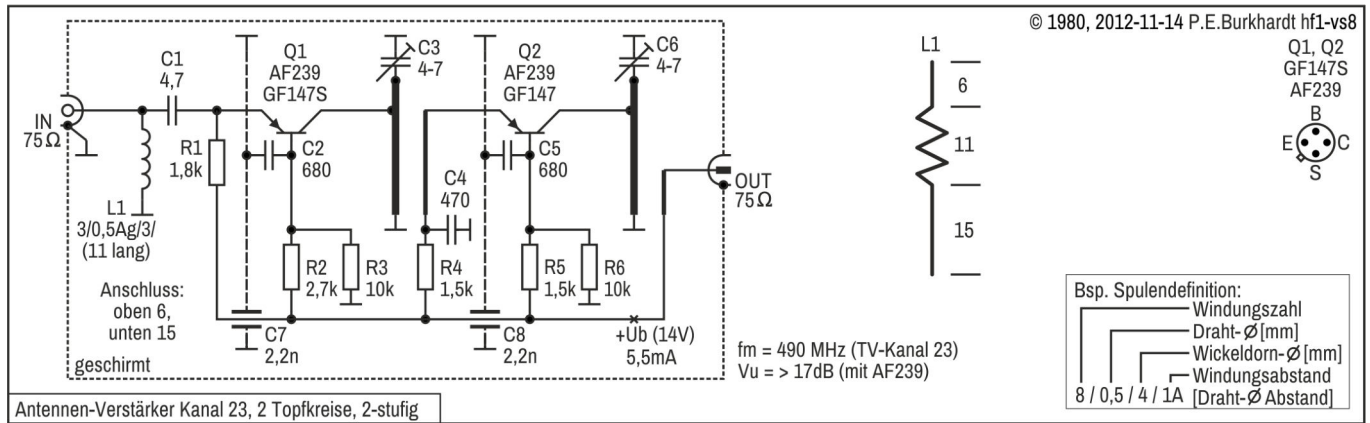 © 1980, 2012-11-14 P.E.Burkhardt hf1-vs8
C1
4,7
Q1
AF239
GF147S
C3
4-7
Q2
AF239
GF147
C6
4-7
L1
6
11
15
Q1, Q2
GF147S
AF239
B
E
C
S
IN
75Ω
R1
1,8k
C2
680
C4
470
C5
680
OUT
75Ω
L1
3/0,5Ag/3/
(11 lang)
R2
2,7k
R3
10k
R4
1,5k
R5
1,5k
R6
10k
Anschluss:
oben 6,
unten 15
C7
2,2n
C8
2,2n
+Ub (14V)
5,5mA
geschirmt
fm = 490 MHz (TV-Kanal 23)
Vu = > 17dB (mit AF239)
Bsp. Spulendefinition:
Windungszahl
Draht-Ø [mm]
Wickeldorn-Ø [mm]
Windungsabstand
8 / 0,5 / 4 / 1A [Draht-Ø Abstand]
Antennen-Verstärker Kanal 23, 2 Topfkreise, 2-stufig